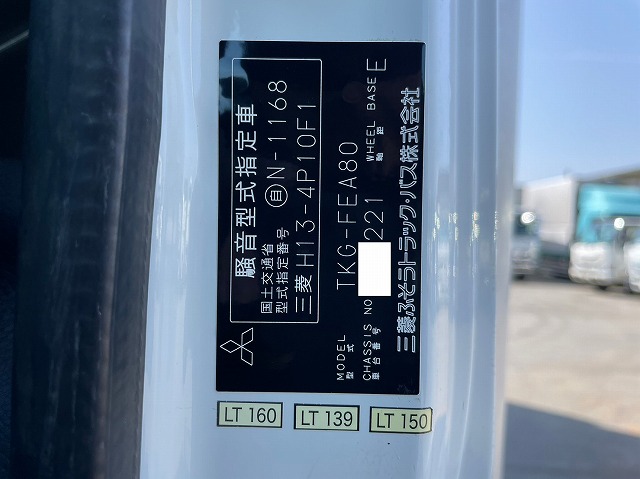 騒音型式指定車
国土交通省
型式指定番号 自N-1168
三菱 H13-4P10F1
MODEL
型式 TKG-FEA80
CHASSIS NO
車台番号 221
WHEEL BASE
軸距 E
三菱ふそうトラック・バス株式会社
LT 160 LT 139 LT 150